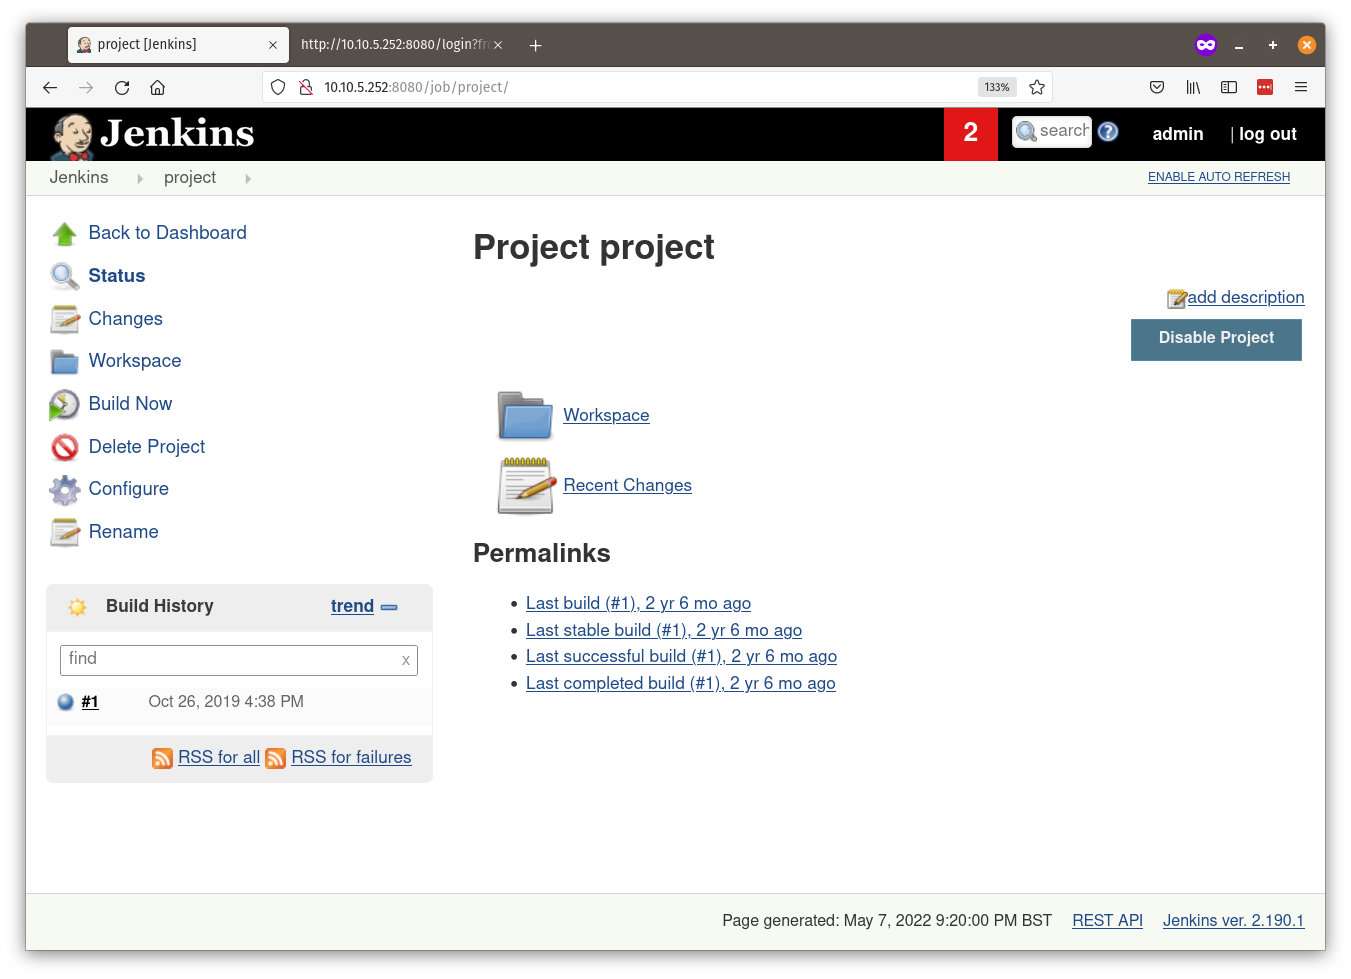 project [Jenkins]
http://10.10.5.252:8080/login?fr
10.10.5.252:8080/job/project/
133%
Jenkins
2
search
?
admin
| log out
Jenkins
project
ENABLE AUTO REFRESH
Back to Dashboard
Status
Changes
Workspace
Build Now
Delete Project
Configure
Rename
Build History
trend
find
x
#1
Oct 26, 2019 4:38 PM
RSS for all
RSS for failures
Project project
add description
Disable Project
Workspace
Recent Changes
Permalinks
• Last build (#1), 2 yr 6 mo ago
• Last stable build (#1), 2 yr 6 mo ago
• Last successful build (#1), 2 yr 6 mo ago
• Last completed build (#1), 2 yr 6 mo ago
Page generated: May 7, 2022 9:20:00 PM BST
REST API
Jenkins ver. 2.190.1